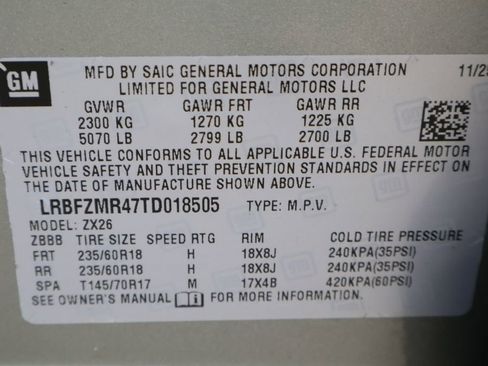 GM
MFD BY SAIC GENERAL MOTORS CORPORATION 11/25
LIMITED FOR GENERAL MOTORS LLC
GVWR GAWR FRT GAWR RR
2300 KG 1270 KG 1225 KG
5070 LB 2799 LB 2700 LB
THIS VEHICLE CONFORMS TO ALL APPLICABLE U.S. FEDERAL MOTOR
VEHICLE SAFETY AND THEFT PREVENTION STANDARDS IN EFFECT ON
THE DATE OF MANUFACTURE SHOWN ABOVE.
LRBFZMR47TD018505 TYPE: M.P.V.
MODEL: ZX26
ZBBB TIRE SIZE SPEED RTG RIM COLD TIRE PRESSURE
FRT 235/60R18 H 18X8J 240KPA(35PSI)
RR 235/60R18 H 18X8J 240KPA(35PSI)
SPA T145/70R17 M 17X4B 420KPA(60PSI)
SEE OWNER'S MANUAL FOR MORE INFORMATION.